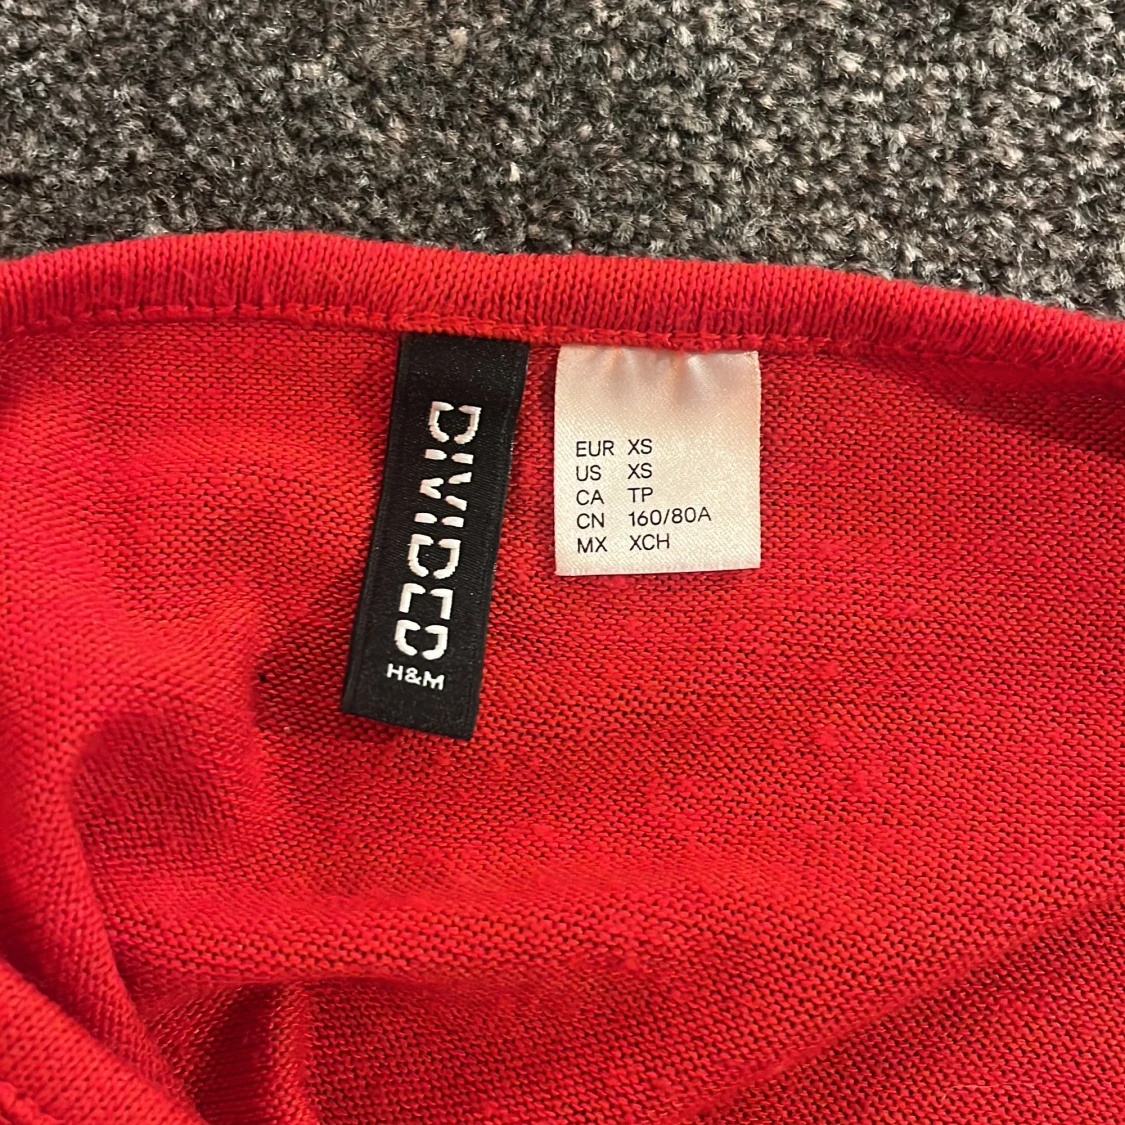 DIVIDED
H&M
EUR XS
US XS
CA TP
CN 160/80A
MX XCH